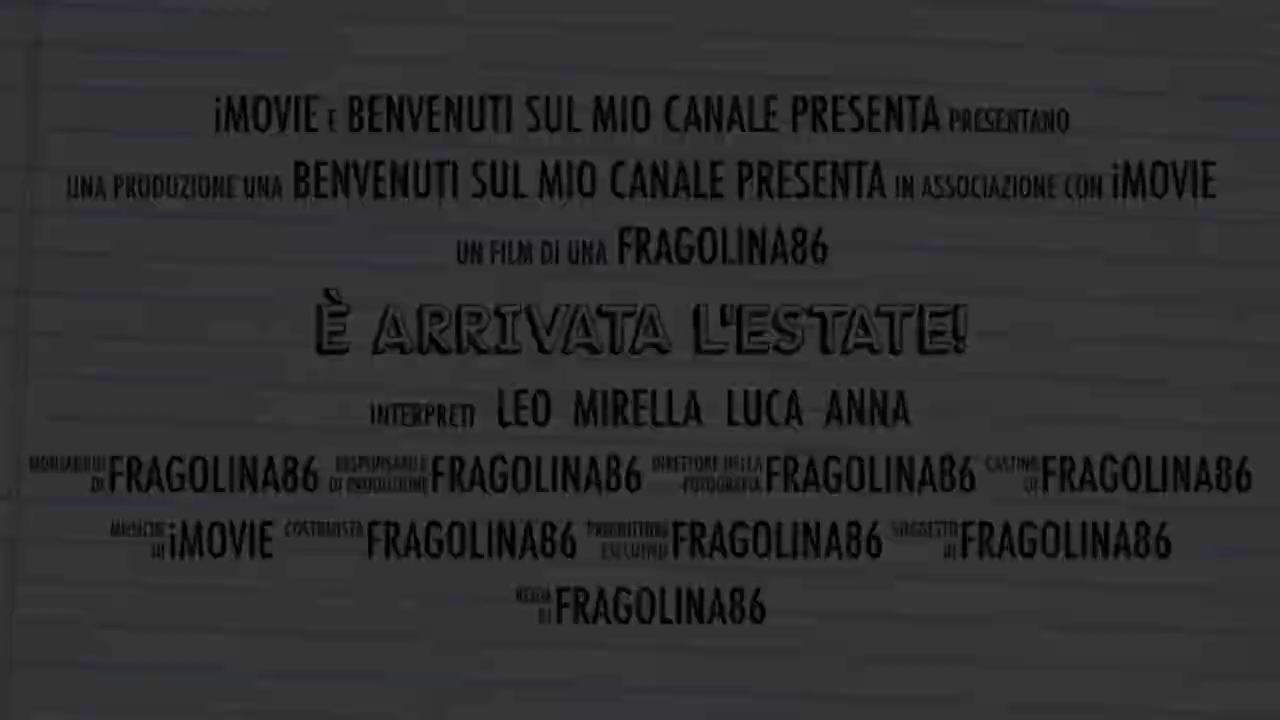 iMOVIE E BENVENUTI SUL MIO CANALE PRESENTA PRESENTANO
UNA PRODUZIONE UNA BENVENUTI SUL MIO CANALE PRESENTA IN ASSOCIAZIONE CON iMOVIE
UN FILM DI UNA FRAGOLINA86
È ARRIVATA L'ESTATE!
INTERPRETI LEO MIRELLA LUCA ANNA
MONTAGGIO DI FRAGOLINA86 RESPONSABILE DI PRODUZIONE FRAGOLINA86 DIRETTORE DELLA FOTOGRAFIA FRAGOLINA86 CASTING DI FRAGOLINA86
MUSICHE DI iMOVIE COSTUMISTA FRAGOLINA86 PRODUTTORE ESECUTIVO FRAGOLINA86 SOGGETTO DI FRAGOLINA86
REGIA DI FRAGOLINA86